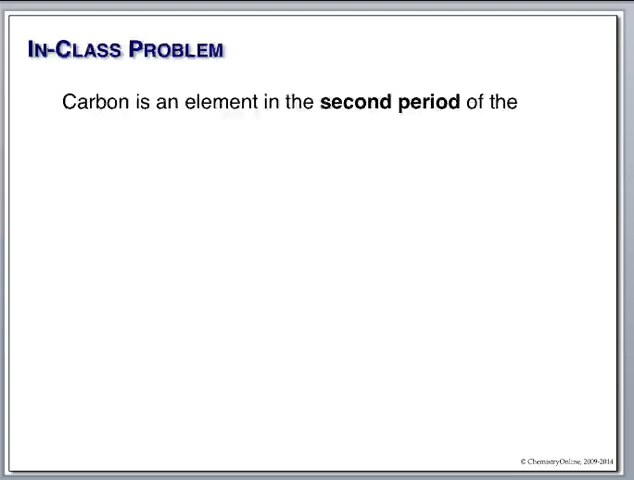 IN-CLASS PROBLEM
Carbon is an element in the second period of the
© ChemistryOnline, 2009-2014